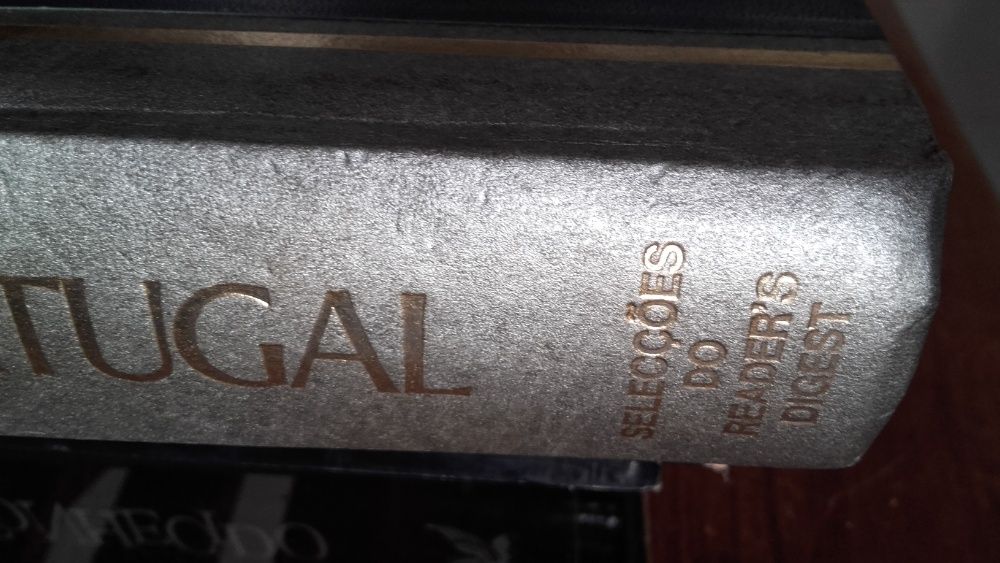 TUGAL
SELECÇÕES
DO
READER'S
DIGEST